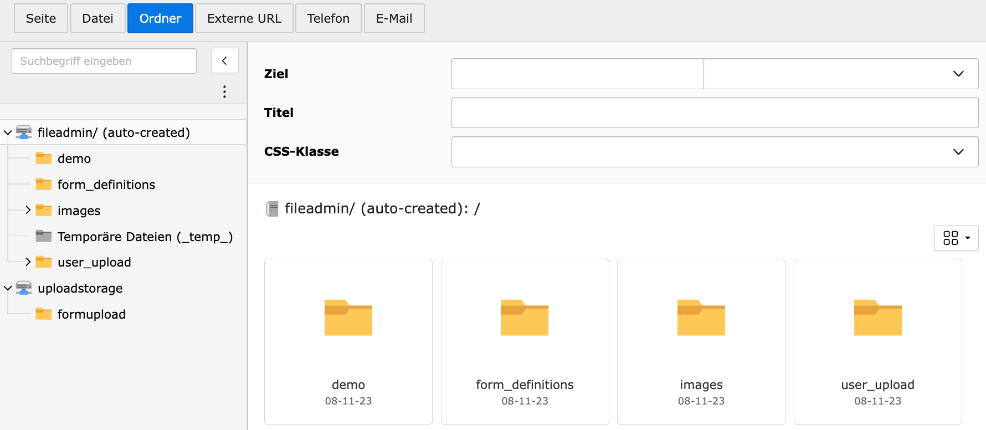 Seite Datei Ordner Externe URL Telefon E-Mail
Suchbegriff eingeben
fileadmin/ (auto-created)
demo
form_definitions
images
Temporäre Dateien (_temp_)
user_upload
uploadstorage
formupload
Ziel
Titel
CSS-Klasse
fileadmin/ (auto-created): /
demo
08-11-23
form_definitions
08-11-23
images
08-11-23
user_upload
08-11-23